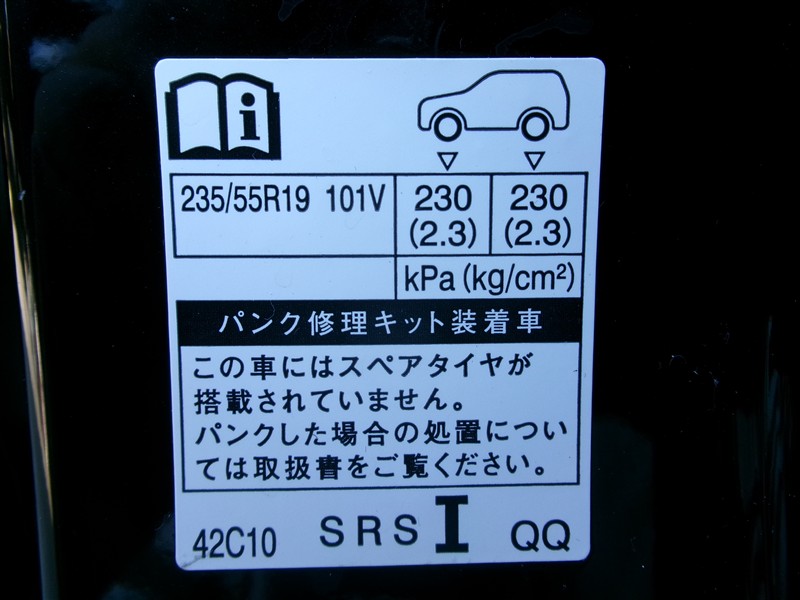 235/55R19 101V 230 230
(2.3) (2.3)
kPa (kg/cm²)
パンク修理キット装着車
この車にはスペアタイヤが
搭載されていません。
パンクした場合の処置につい
ては取扱書をご覧ください。
42C10 SRS I QQ